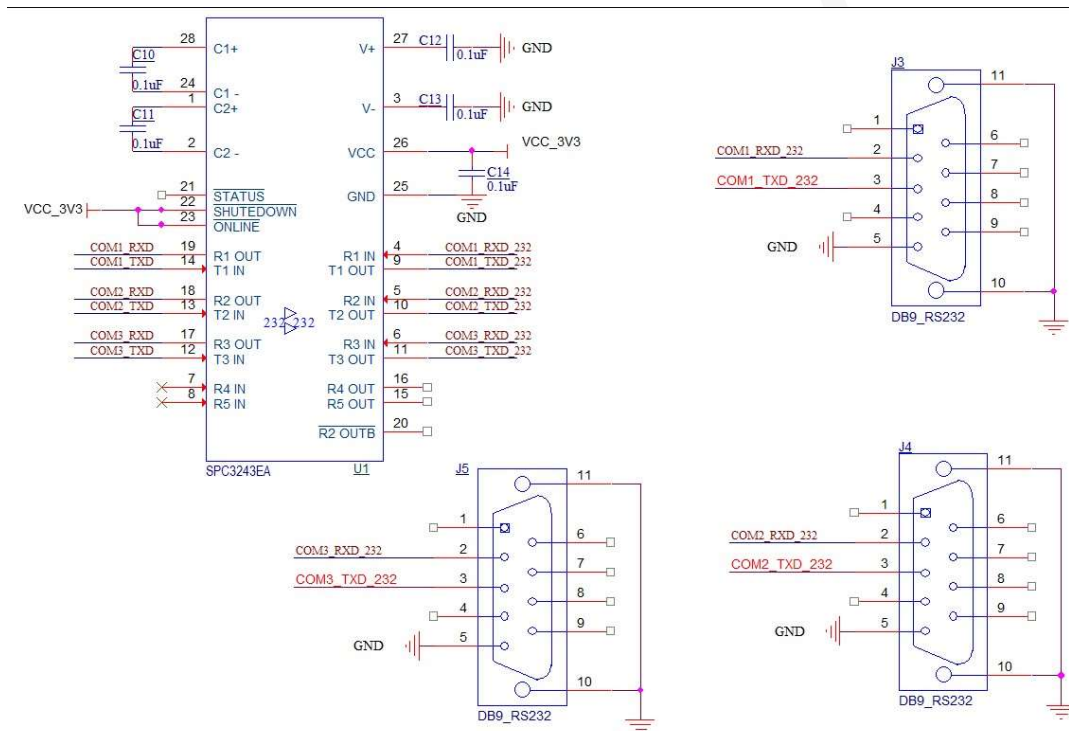 28 C1+ V+ 27 C12 0.1uF GND
C10 0.1uF
24 C1 -
1 C2+ V- 3 C13 0.1uF GND
C11 0.1uF
2 C2 - VCC 26 VCC_3V3
C14 0.1uF
21 STATUS GND 25 GND
VCC_3V3 22 SHUTEDOWN
23 ONLINE
COM1_RXD 19 R1 OUT R1 IN 4 COM1_RXD_232
COM1_TXD 14 T1 IN T1 OUT 9 COM1_TXD_232
COM2_RXD 18 R2 OUT R2 IN 5 COM2_RXD_232
COM2_TXD 13 T2 IN T2 OUT 10 COM2_TXD_232
232 232
COM3_RXD 17 R3 OUT R3 IN 6 COM3_RXD_232
COM3_TXD 12 T3 IN T3 OUT 11 COM3_TXD_232
7 R4 IN R4 OUT 16
8 R5 IN R5 OUT 15
R2 OUTB 20
SPC3243EA U1
J3
11
1
6
COM1_RXD_232 2
7
COM1_TXD_232 3
8
4
9
GND 5
10
DB9_RS232
J5
11
1
6
COM3_RXD_232 2
7
COM3_TXD_232 3
8
4
9
GND 5
10
DB9_RS232
J4
11
1
6
COM2_RXD_232 2
7
COM2_TXD_232 3
8
4
9
GND 5
10
DB9_RS232